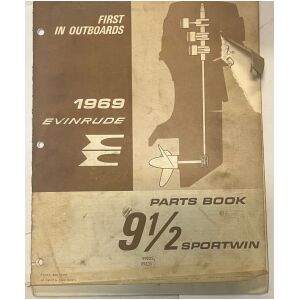 FIRST
IN OUTBOARDS
1969
EVINRUDE
PARTS BOOK
9½ SPORTWIN